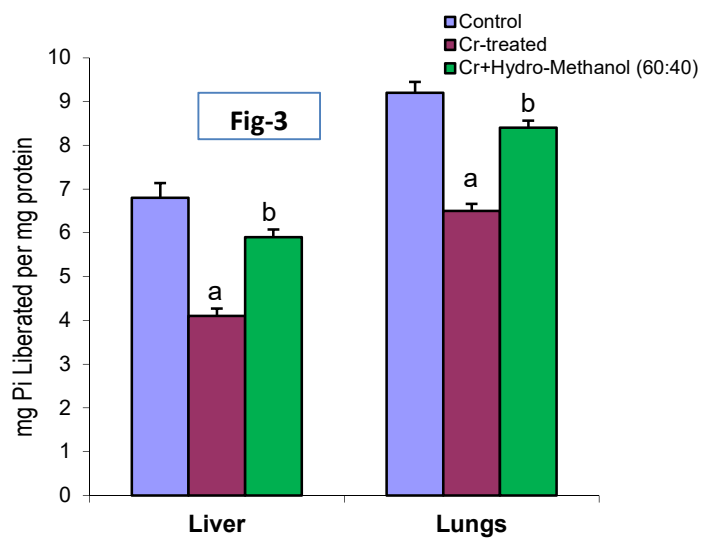 Control
Cr-treated
Cr+Hydro-Methanol (60:40)
Fig-3
mg Pi Liberated per mg protein
10
9
8
7
6
5
4
3
2
1
0
a
b
a
b
Liver
Lungs